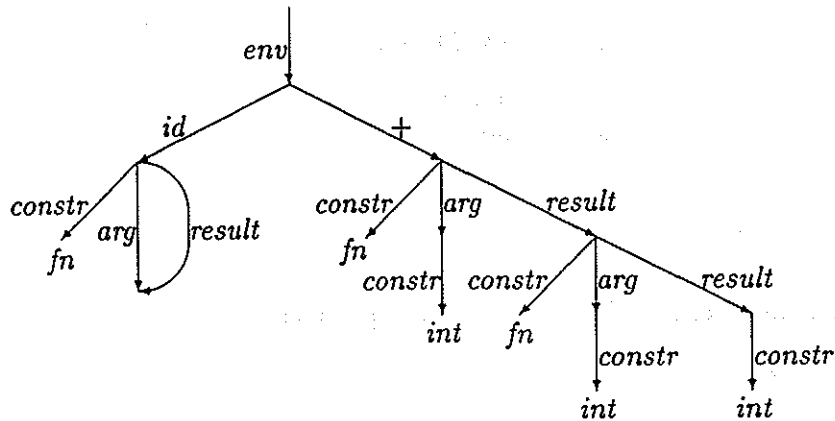 env
id +
constr arg result constr arg result
fn fn
constr constr arg result
int fn
constr constr
int int